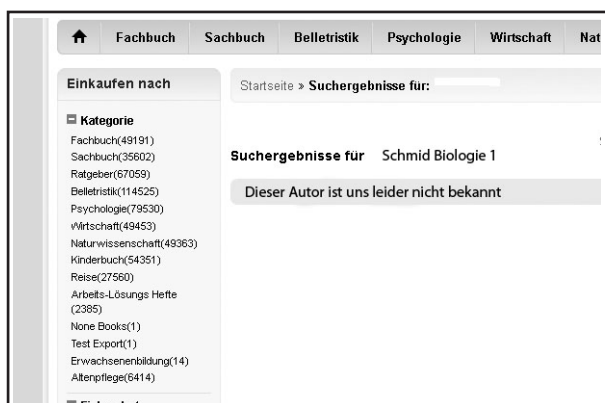 Fachbuch Sachbuch Belletristik Psychologie Wirtschaft Nat
Einkaufen nach
Startseite » Suchergebnisse für:
Kategorie
Fachbuch(49191)
Sachbuch(35602)
Ratgeber(67059)
Belletristik(114525)
Psychologie(79530)
Wirtschaft(49453)
Naturwissenschaft(49363)
Kinderbuch(54351)
Reise(27560)
Arbeits-Lösungs Hefte
(2385)
None Books(1)
Test Export(1)
Erwachsenenbildung(14)
Altenpflege(6414)
Suchergebnisse für Schmid Biologie 1
Dieser Autor ist uns leider nicht bekannt